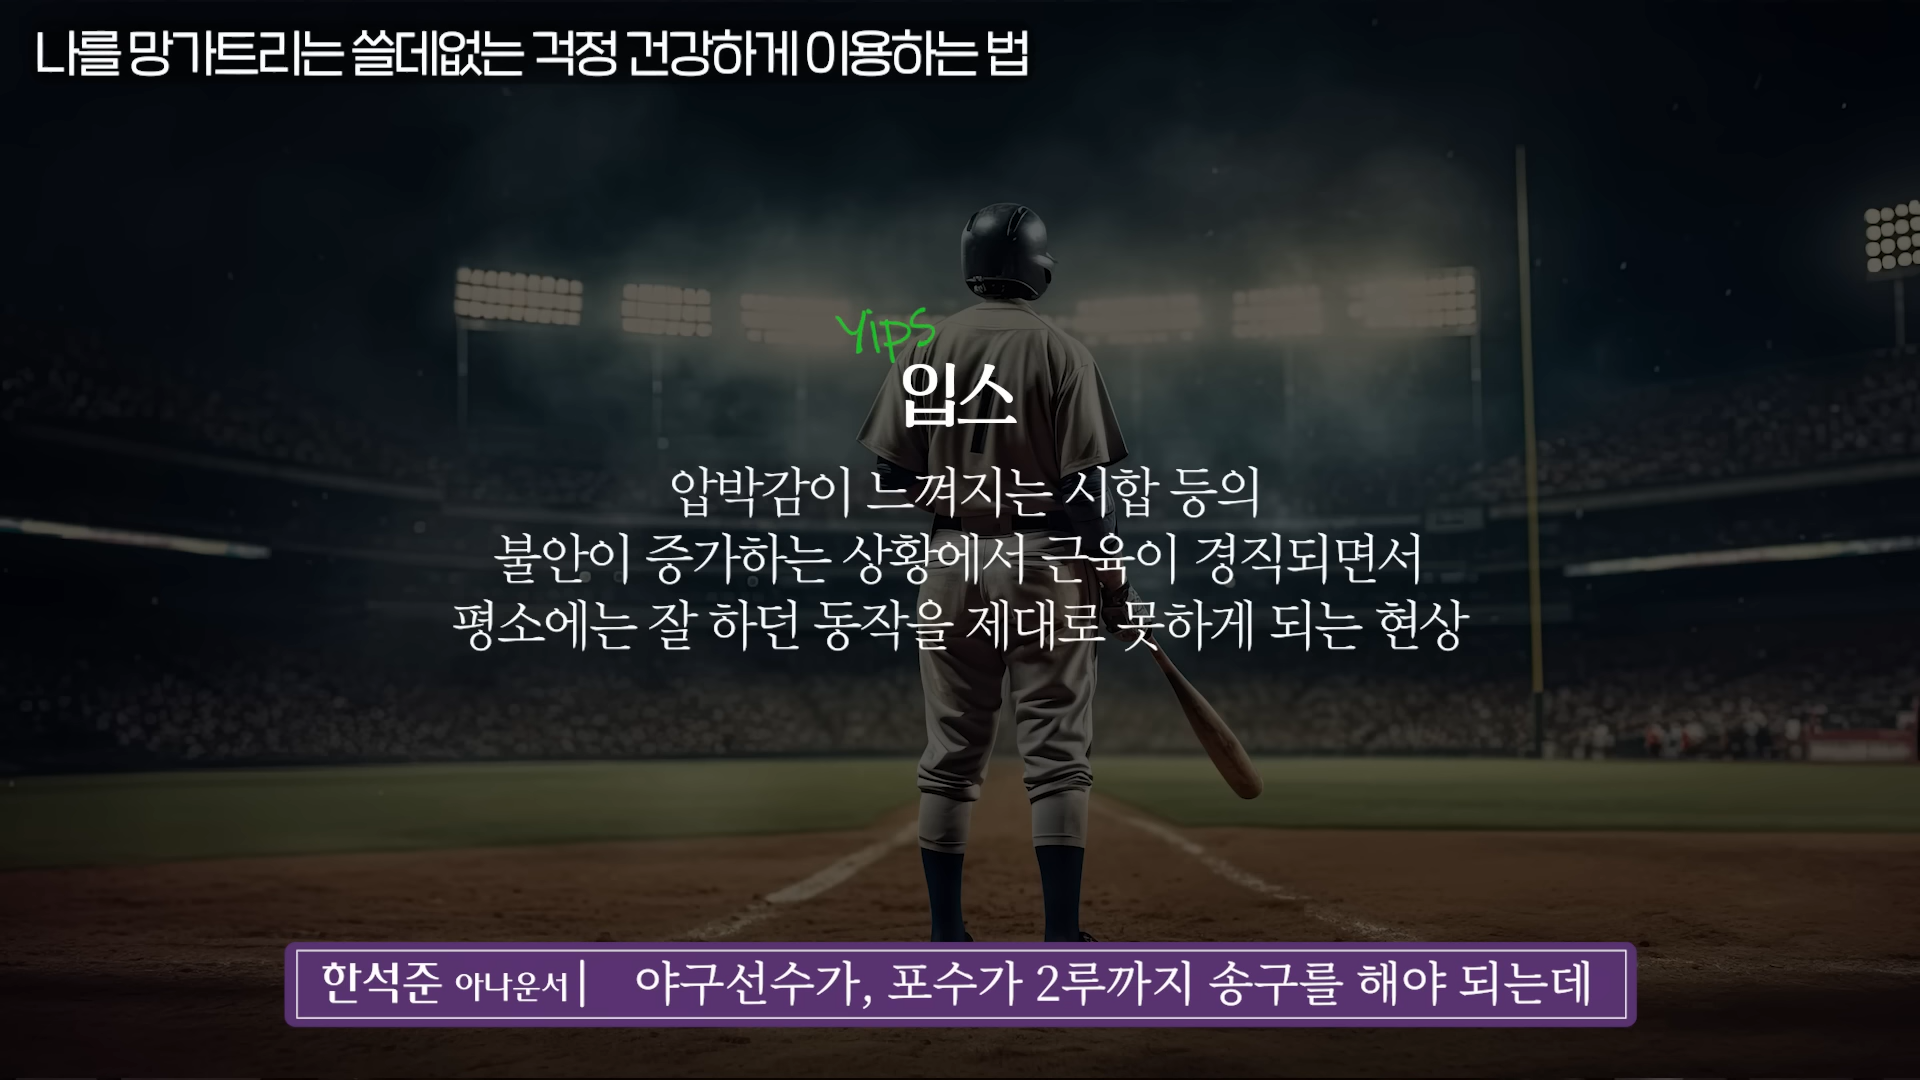 나를 망가트리는 쓸데없는 걱정 건강하게 이용하는 법
Yips
입스
압박감이 느껴지는 시합 등의
불안이 증가하는 상황에서 근육이 경직되면서
평소에는 잘 하던 동작을 제대로 못하게 되는 현상
한석준 아나운서 | 야구선수가, 포수가 2루까지 송구를 해야 되는데